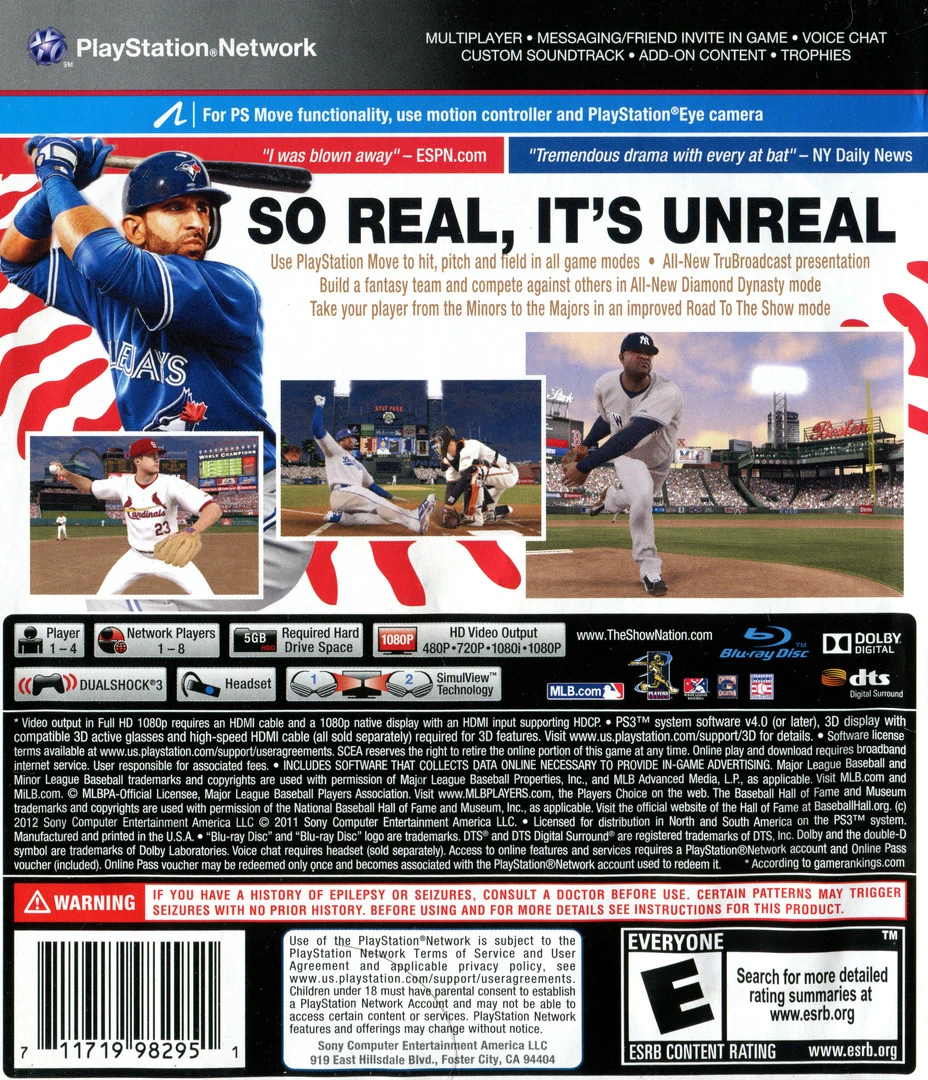 PlayStation®Network
SM
MULTIPLAYER • MESSAGING/FRIEND INVITE IN GAME • VOICE CHAT
CUSTOM SOUNDTRACK • ADD-ON CONTENT • TROPHIES
For PS Move functionality, use motion controller and PlayStation®Eye camera
"I was blown away" – ESPN.com
"Tremendous drama with every at bat" – NY Daily News
SO REAL, IT'S UNREAL
Use PlayStation Move to hit, pitch and field in all game modes • All-New TruBroadcast presentation
Build a fantasy team and compete against others in All-New Diamond Dynasty mode
Take your player from the Minors to the Majors in an improved Road To The Show mode
JAYS
WORLD CHAMPIONS
Cardinals
23
AT&T PARK
NY
Park
Boston
Player
1 – 4
Network Players
1 – 8
5GB
HDD
Required Hard
Drive Space
1080P
HD Video Output
480P•720P•1080i•1080P
www.TheShowNation.com
Blu-ray Disc™
DOLBY
DIGITAL
DUALSHOCK®3
Headset
1
2
SimulView™
Technology
MLB.com
PLAYERS
dts
Digital Surround
* Video output in Full HD 1080p requires an HDMI cable and a 1080p native display with an HDMI input supporting HDCP. • PS3™ system software v4.0 (or later), 3D display with
compatible 3D active glasses and high-speed HDMI cable (all sold separately) required for 3D features. Visit www.us.playstation.com/support/3D for details. • Software license
terms available at www.us.playstation.com/support/useragreements. SCEA reserves the right to retire the online portion of this game at any time. Online play and download requires broadband
internet service. User responsible for associated fees. • INCLUDES SOFTWARE THAT COLLECTS DATA ONLINE NECESSARY TO PROVIDE IN-GAME ADVERTISING. Major League Baseball and
Minor League Baseball trademarks and copyrights are used with permission of Major League Baseball Properties, Inc., and MLB Advanced Media, L.P., as applicable. Visit MLB.com and
MiLB.com. © MLBPA-Official Licensee, Major League Baseball Players Association. Visit www.MLBPLAYERS.com, the Players Choice on the web. The Baseball Hall of Fame and Museum
trademarks and copyrights are used with permission of the National Baseball Hall of Fame and Museum, Inc., as applicable. Visit the official website of the Hall of Fame at BaseballHall.org. (c)
2012 Sony Computer Entertainment America LLC © 2011 Sony Computer Entertainment America LLC. • Licensed for distribution in North and South America on the PS3™ system.
Manufactured and printed in the U.S.A. • "Blu-ray Disc" and "Blu-ray Disc" logo are trademarks. DTS® and DTS Digital Surround® are registered trademarks of DTS, Inc. Dolby and the double-D
symbol are trademarks of Dolby Laboratories. Voice chat requires headset (sold separately). Access to online features and services requires a PlayStation®Network account and Online Pass
voucher (included). Online Pass voucher may be redeemed only once and becomes associated with the PlayStation®Network account used to redeem it. * According to gamerankings.com
WARNING
IF YOU HAVE A HISTORY OF EPILEPSY OR SEIZURES, CONSULT A DOCTOR BEFORE USE. CERTAIN PATTERNS MAY TRIGGER
SEIZURES WITH NO PRIOR HISTORY. BEFORE USING AND FOR MORE DETAILS SEE INSTRUCTIONS FOR THIS PRODUCT.
7 11719 98295 1
Use of the PlayStation®Network is subject to the
PlayStation Network Terms of Service and User
Agreement and applicable privacy policy, see
www.us.playstation.com/support/useragreements.
Children under 18 must have parental consent to establish
a PlayStation Network Account and may not be able to
access certain content or services. PlayStation Network
features and offerings may change without notice.
Sony Computer Entertainment America LLC
919 East Hillsdale Blvd., Foster City, CA 94404
EVERYONE
TM
E
Search for more detailed
rating summaries at
www.esrb.org
ESRB CONTENT RATING www.esrb.org